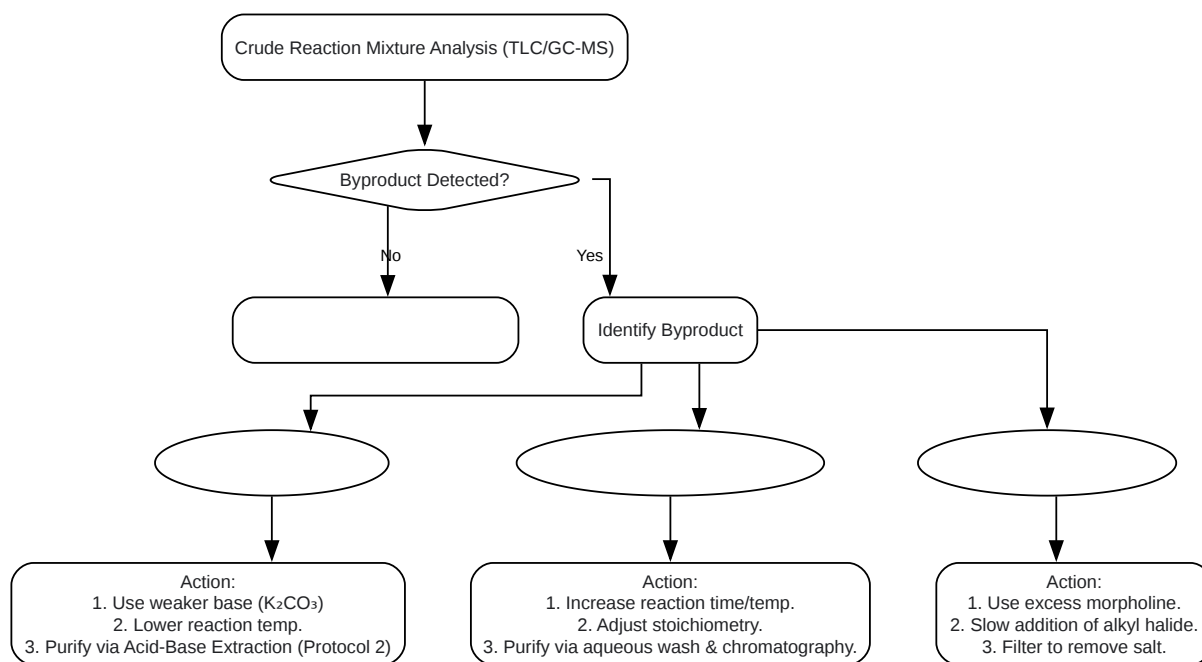 Crude Reaction Mixture Analysis (TLC/GC-MS)
Byproduct Detected?
No
Yes
Identify Byproduct
Action:
1. Use weaker base (K₂CO₃)
2. Lower reaction temp.
3. Purify via Acid-Base Extraction (Protocol 2)
Action:
1. Increase reaction time/temp.
2. Adjust stoichiometry.
3. Purify via aqueous wash & chromatography.
Action:
1. Use excess morpholine.
2. Slow addition of alkyl halide.
3. Filter to remove salt.